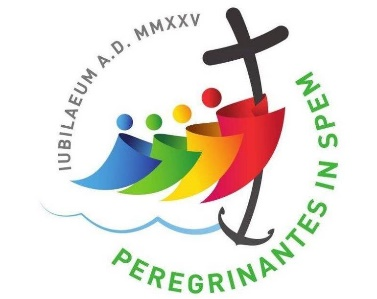 IUBILAEUM A.D. MMXXV
PEREGRINANTES IN SPEM